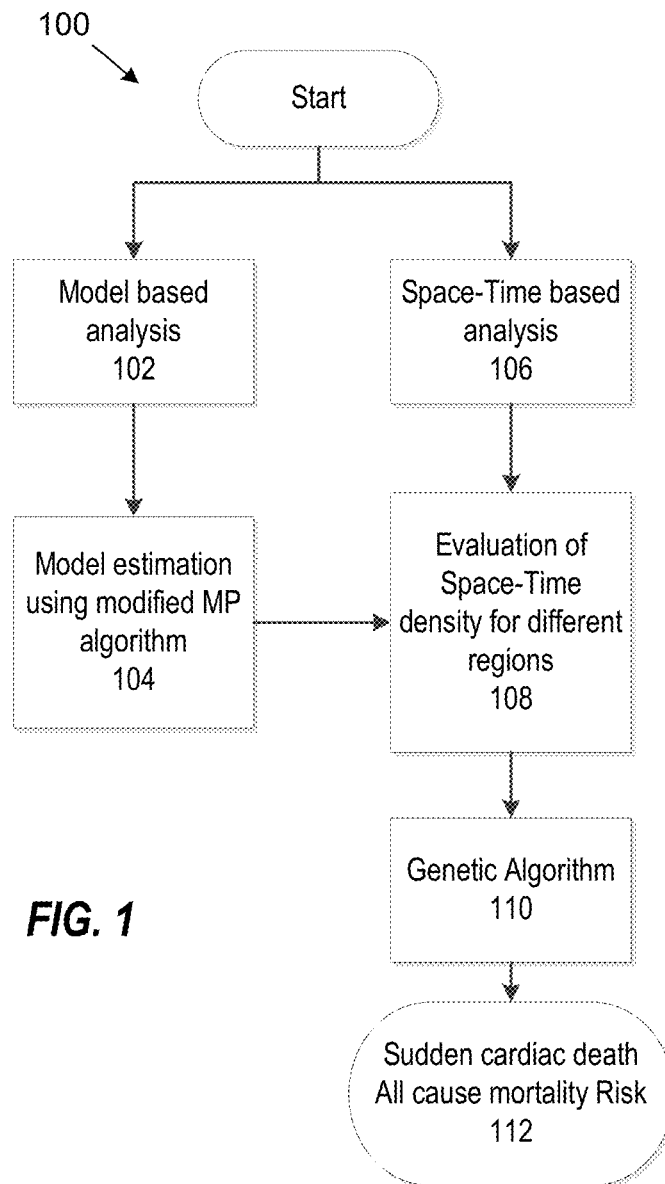 100
Start
Model based
analysis
102
Space-Time based
analysis
106
Model estimation
using modified MP
algorithm
104
Evaluation of
Space-Time
density for different
regions
108
Genetic Algorithm
110
FIG. 1
Sudden cardiac death
All cause mortality Risk
112